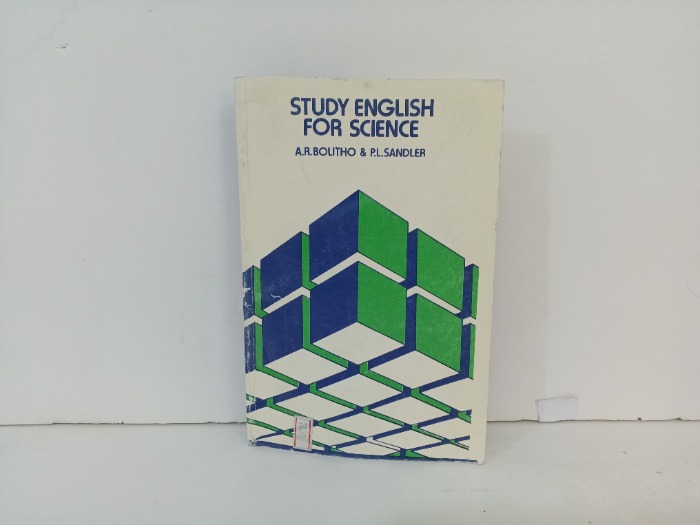 STUDY ENGLISH
FOR SCIENCE
A.R.BOLITHO & P.L.SANDLER